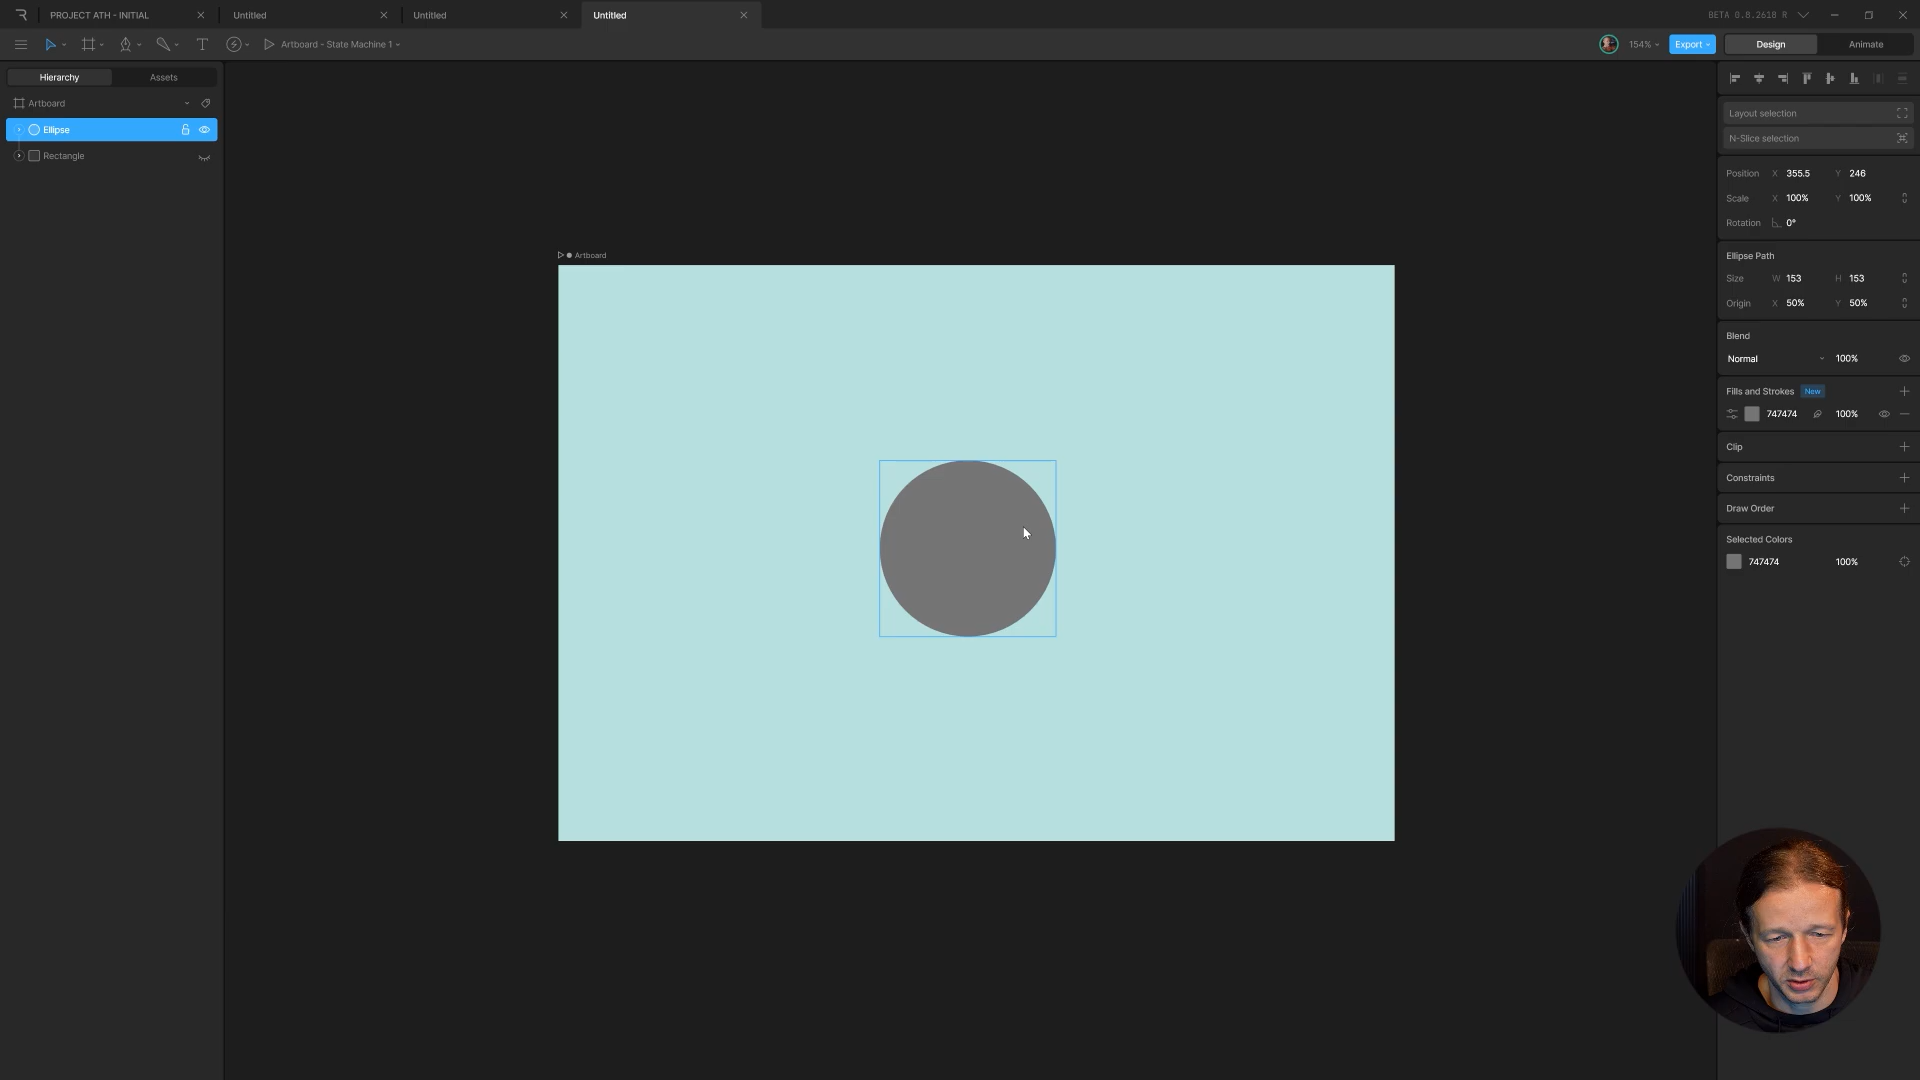 PROJECT ATH - INITIAL
Untitled
Untitled
Untitled
BETA 0.8.2618 R
Artboard - State Machine 1
154%
Export
Design
Animate
Hierarchy
Assets
Artboard
Ellipse
Rectangle
Artboard
Layout selection
N-Slice selection
Position X 355.5 Y 246
Scale X 100% Y 100%
Rotation 0°
Ellipse Path
Size W 153 H 153
Origin X 50% Y 50%
Blend
Normal 100%
Fills and Strokes New
747474 100%
Clip
Constraints
Draw Order
Selected Colors
747474 100%